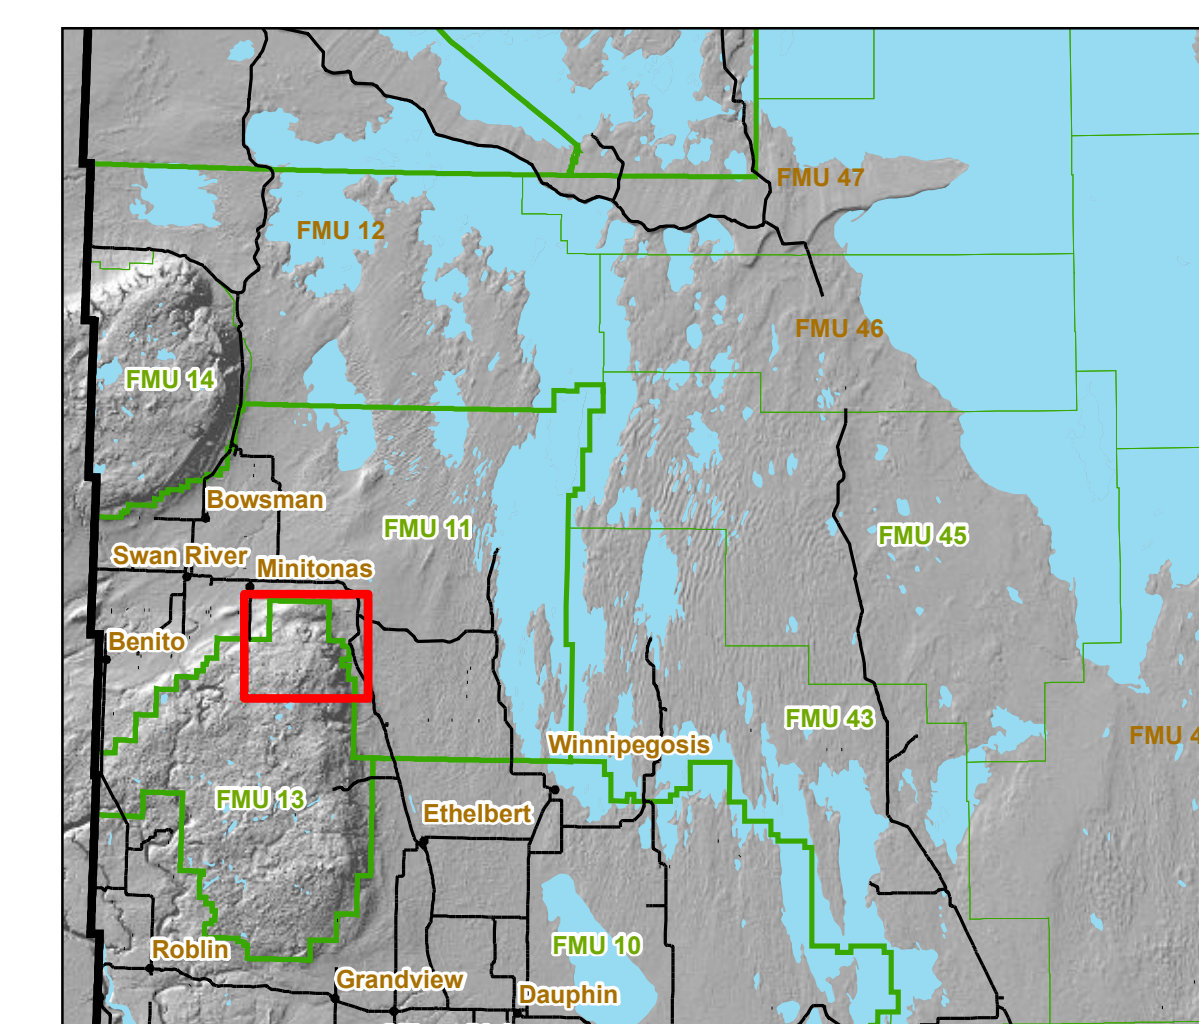 FMU 47
FMU 12
FMU 46
FMU 14
Bowsman
FMU 11
FMU 45
Swan River
Minitonas
Benito
FMU 43
FMU 4
Winnipegosis
FMU 13
Ethelbert
FMU 10
Roblin
Grandview
Dauphin